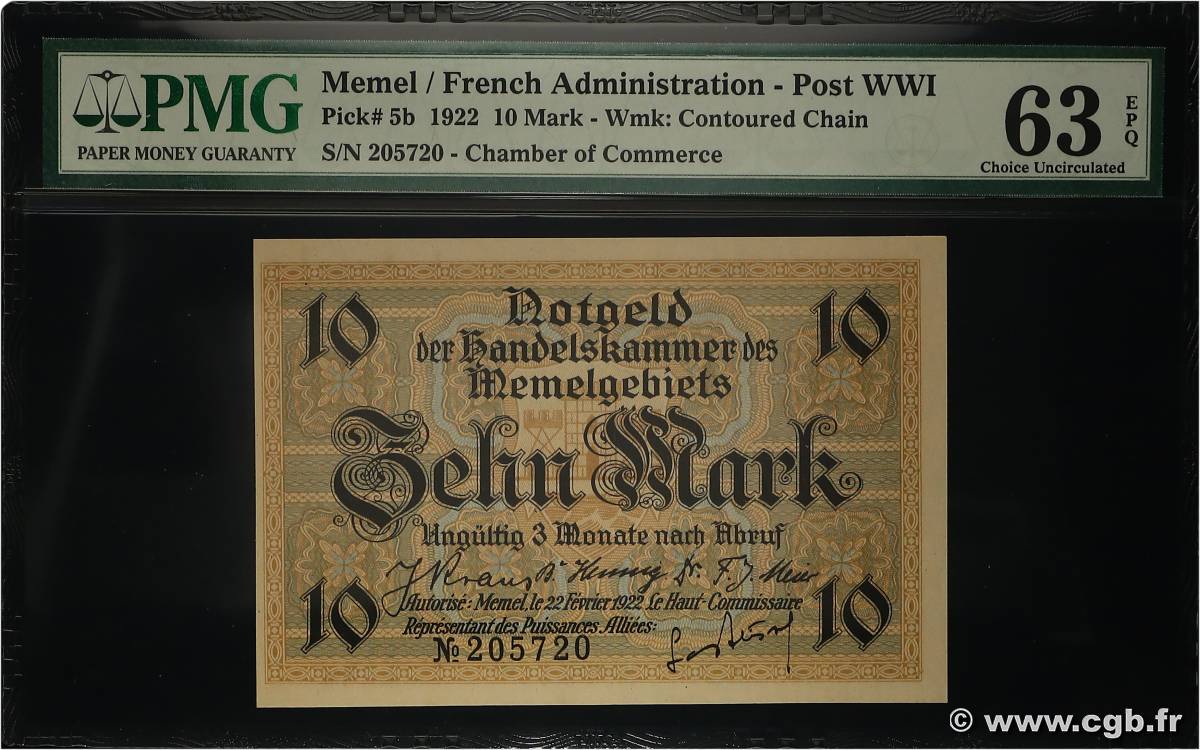 PMG
PAPER MONEY GUARANTY
Memel / French Administration - Post WWI
Pick# 5b 1922 10 Mark - Wmk: Contoured Chain
S/N 205720 - Chamber of Commerce
63 EPQ
Choice Uncirculated
10 10
Notgeld
der Handelskammer des
Memelgebiets
Zehn Mark
Ungültig 3 Monate nach Abruf
J Kraus Dr. F. J. Meier
Autorisé: Memel, le 22 Février 1922 Le Haut-Commissaire
Représentant des Puissances Alliées:
10 10
No 205720
© www.cgb.fr